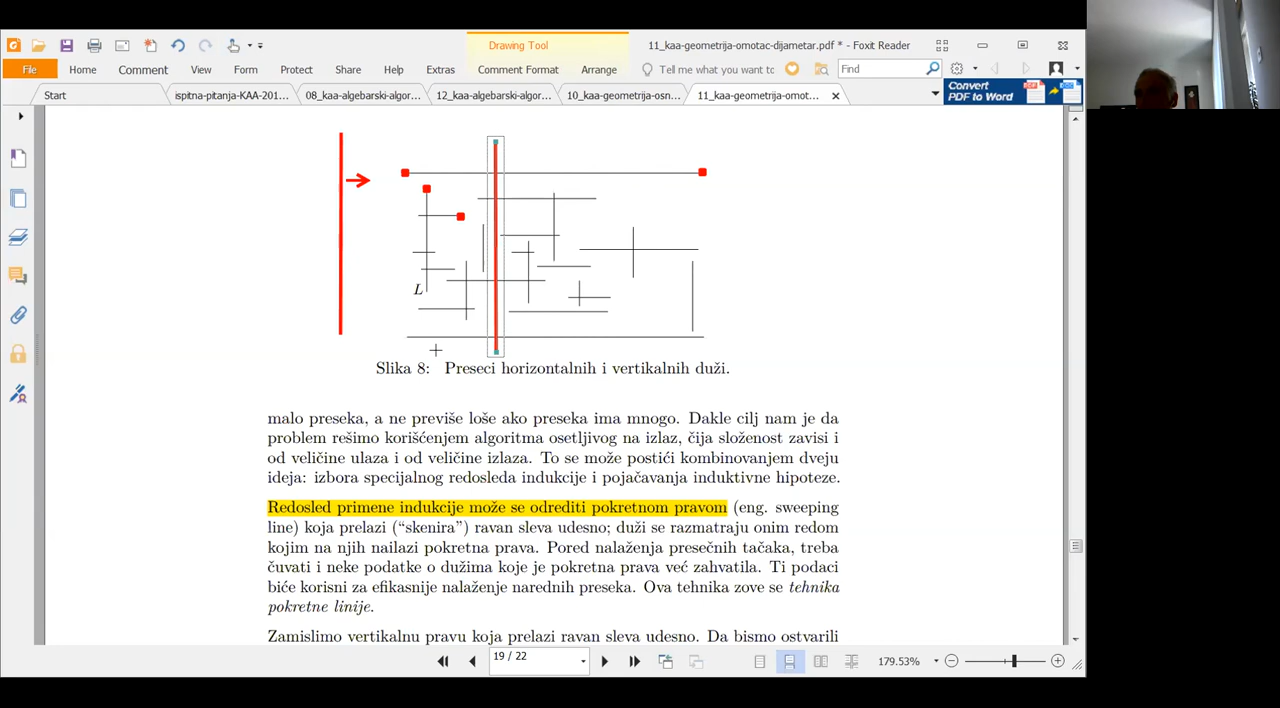 Drawing Tool
11_kaa-geometrija-omotac-dijametar.pdf * - Foxit Reader
File Home Comment View Form Protect Share Help Extras Comment Format Arrange Tell me what you want to Find
Start ispitna-pitanja-KAA... 08_kaa-algebarski-algor... 12_kaa-algebarski-algor... 10_kaa-geometrija-osn... 11_kaa-geometrija-omot...
Convert
PDF to Word
L
Slika 8: Preseci horizontalnih i vertikalnih duži.
malo preseka, a ne previše loše ako preseka ima mnogo. Dakle cilj nam je da
problem rešimo korišćenjem algoritma osetljivog na izlaz, čija složenost zavisi i
od veličine ulaza i od veličine izlaza. To se može postići kombinovanjem dveju
ideja: izbora specijalnog redosleda indukcije i pojačavanja induktivne hipoteze.
Redosled primene indukcije može se odrediti pokretnom pravom (eng. sweeping
line) koja prelazi (“skenira”) ravan sleva udesno; duži se razmatraju onim redom
kojim na njih nailazi pokretna prava. Pored nalaženja presečnih tačaka, treba
čuvati i neke podatke o dužima koje je pokretna prava već zahvatila. Ti podaci
biće korisni za efikasnije nalaženje narednih preseka. Ova tehnika zove se tehnika
pokretne linije.
Zamislimo vertikalnu pravu koja prelazi ravan sleva udesno. Da bismo ostvarili
19 / 22
179.53%